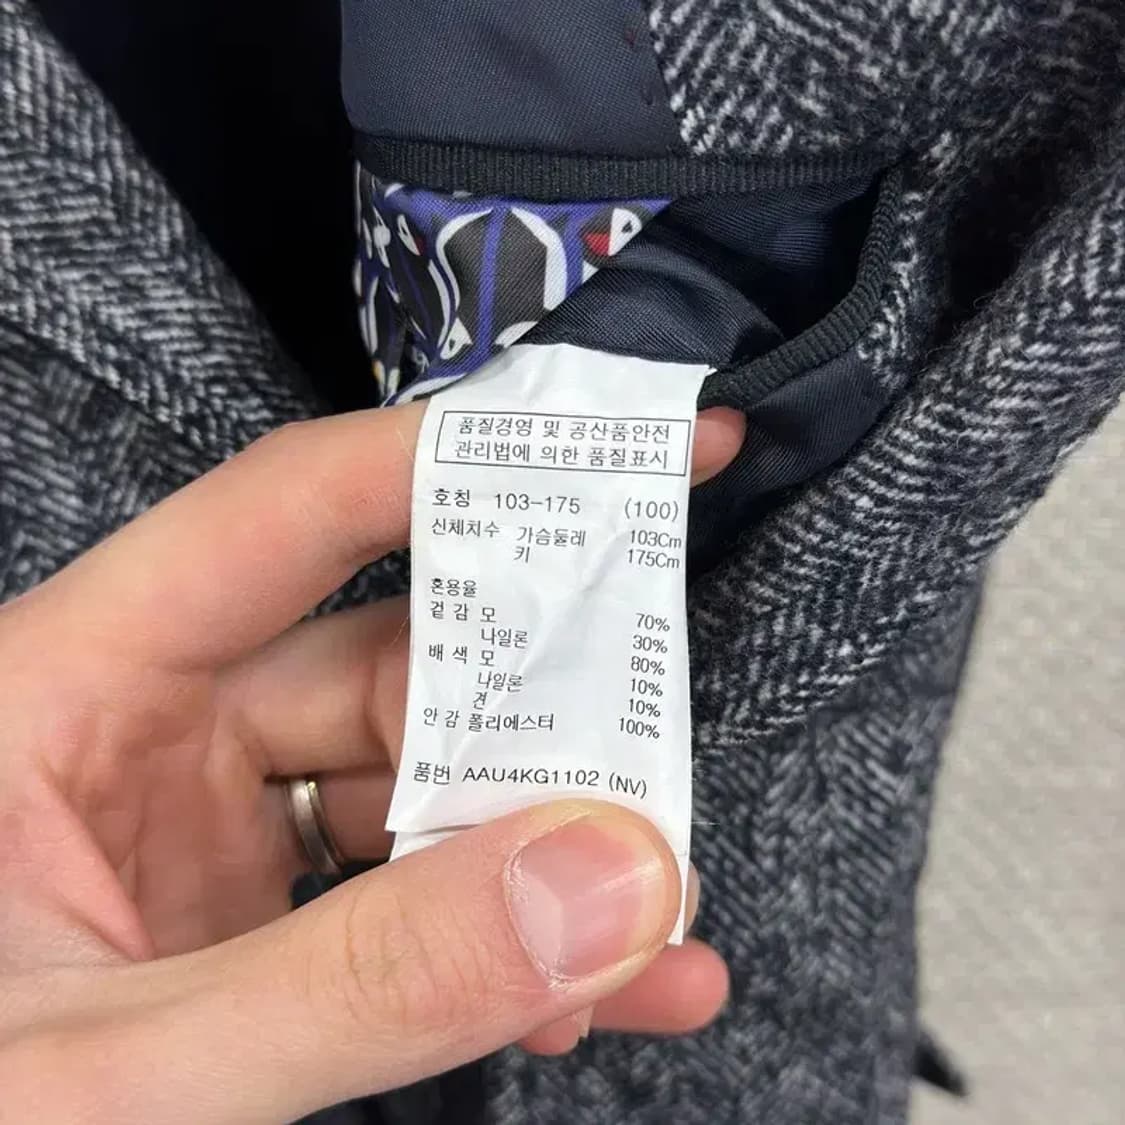 품질경영 및 공산품안전
관리법에 의한 품질표시
호칭 103-175 (100)
신체치수 가슴둘레 103Cm
키 175Cm
혼용율
겉감 모 70%
나일론 30%
배색 모 80%
나일론 10%
견 10%
안감 폴리에스터 100%
품번 AAU4KG1102 (NV)